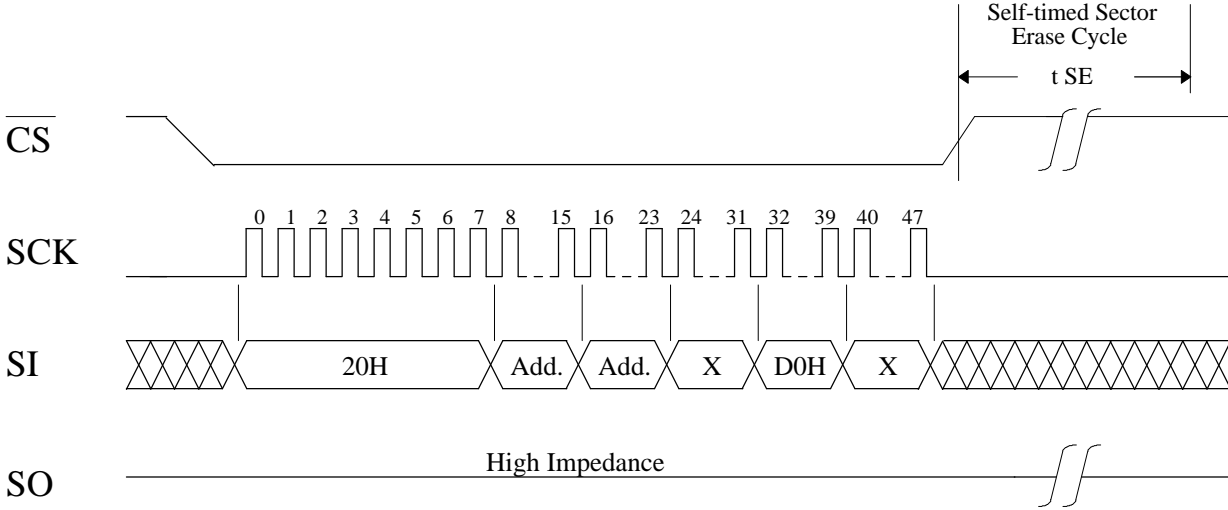 Self-timed Sector
Erase Cycle
t SE
CS
SCK
0 1 2 3 4 5 6 7 8 15 16 23 24 31 32 39 40 47
SI
20H Add. Add. X D0H X
SO
High Impedance